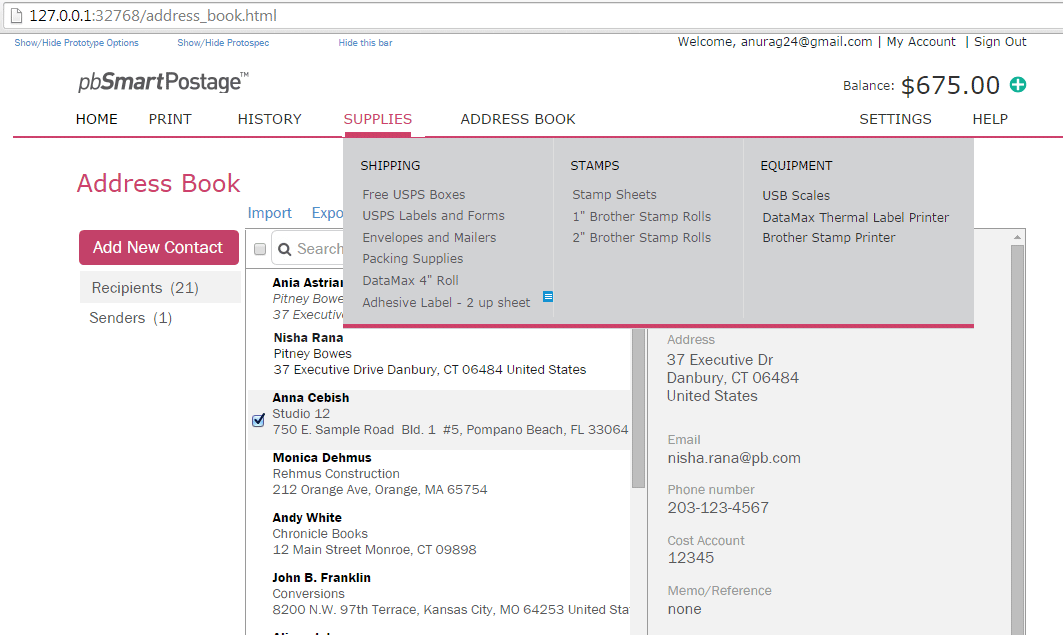 127.0.0.1:32768/address_book.html
Show/Hide Prototype Options Show/Hide Protospec Hide this bar
Welcome, anurag24@gmail.com | My Account | Sign Out
pbSmartPostage™
Balance: $675.00
HOME PRINT HISTORY SUPPLIES ADDRESS BOOK SETTINGS HELP
SHIPPING
Free USPS Boxes
USPS Labels and Forms
Envelopes and Mailers
Packing Supplies
DataMax 4" Roll
Adhesive Label - 2 up sheet
STAMPS
Stamp Sheets
1" Brother Stamp Rolls
2" Brother Stamp Rolls
EQUIPMENT
USB Scales
DataMax Thermal Label Printer
Brother Stamp Printer
Address Book
Import Expo
Add New Contact
Recipients (21)
Senders (1)
Search
Ania Astrian
Pitney Bowe
37 Executiv
Nisha Rana
Pitney Bowes
37 Executive Drive Danbury, CT 06484 United States
Anna Cebish
Studio 12
750 E. Sample Road Bld. 1 #5, Pompano Beach, FL 33064
Monica Dehmus
Rehmus Construction
212 Orange Ave, Orange, MA 65754
Andy White
Chronicle Books
12 Main Street Monroe, CT 09898
John B. Franklin
Conversions
8200 N.W. 97th Terrace, Kansas City, MO 64253 United Sta
Address
37 Executive Dr
Danbury, CT 06484
United States
Email
nisha.rana@pb.com
Phone number
203-123-4567
Cost Account
12345
Memo/Reference
none